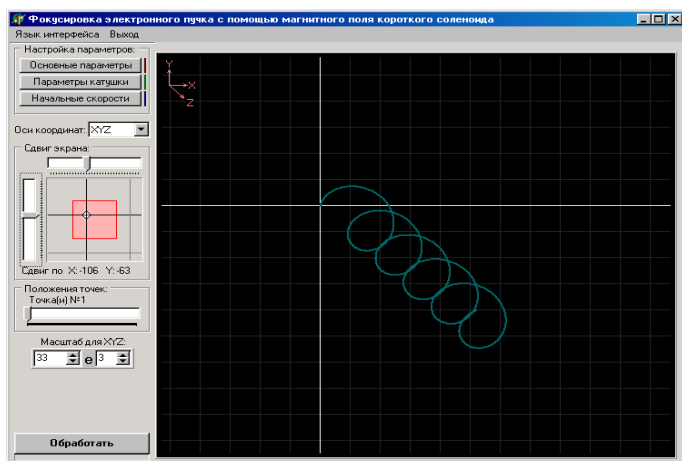 Фокусировка электронного пучка с помощью магнитного поля короткого соленоида
Язык интерфейса Выход
Настройка параметров:
Основные параметры
Параметры катушки
Начальные скорости
Оси координат: XYZ
Сдвиг экрана:
Сдвиг по X:-106 Y:-63
Положения точек:
Точка(и) №1
Масштаб для XYZ:
33 e 3
Обработать
Y
X
Z